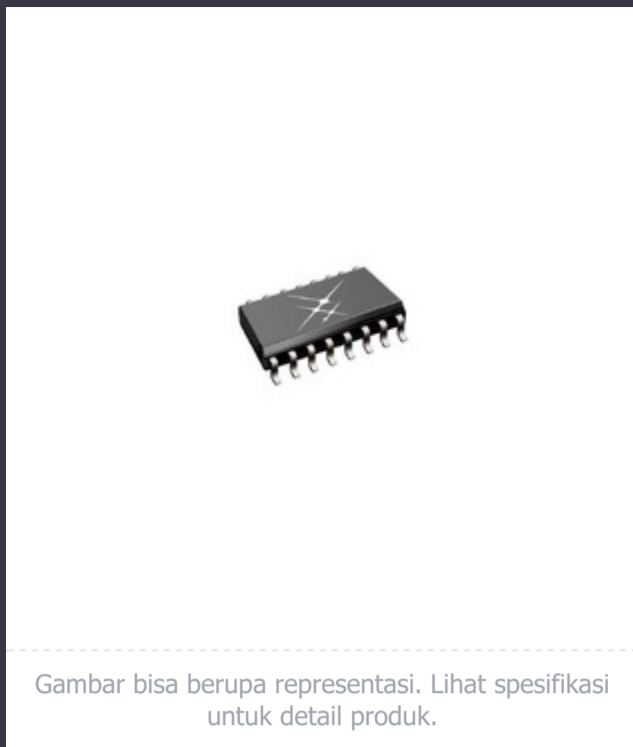 Gambar bisa berupa representasi. Lihat spesifikasi
untuk detail produk.